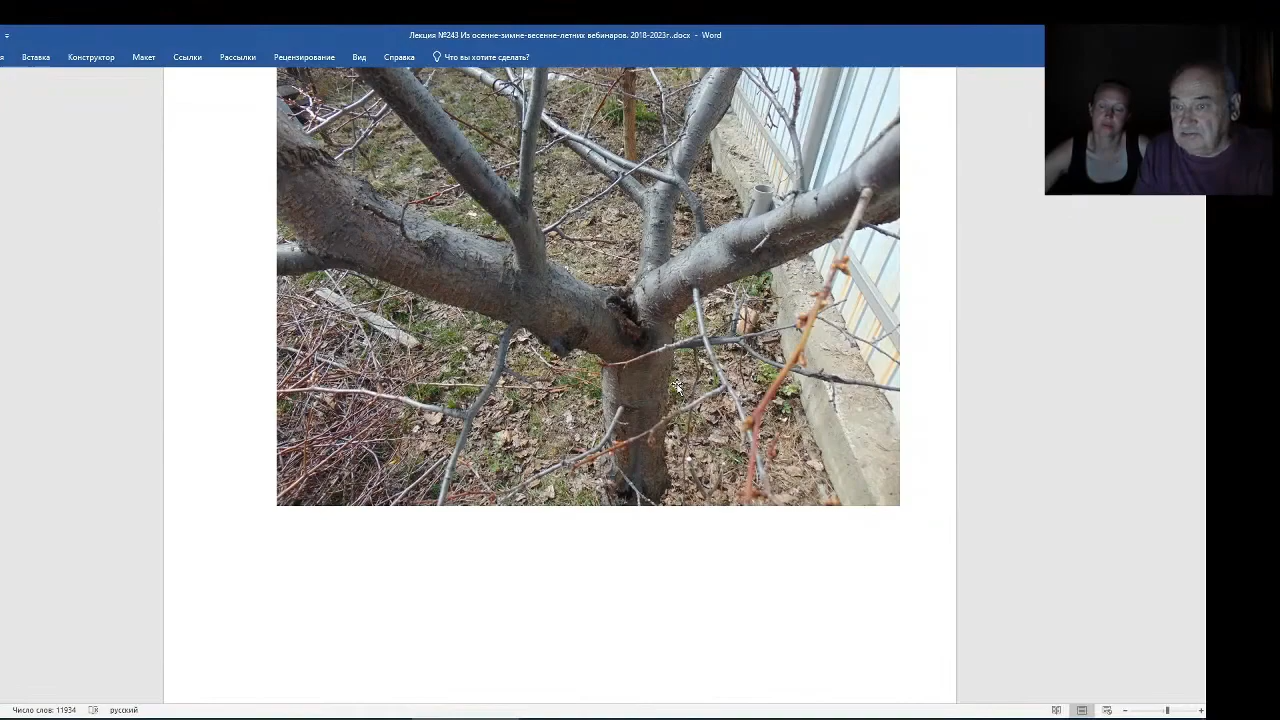 Лекция №243 Из осенне-зимне-весенне-летних вебинаров. 2018-2023г..docx - Word
я Вставка Конструктор Макет Ссылки Рассылки Рецензирование Вид Справка Что вы хотите сделать?
Число слов: 11934 русский